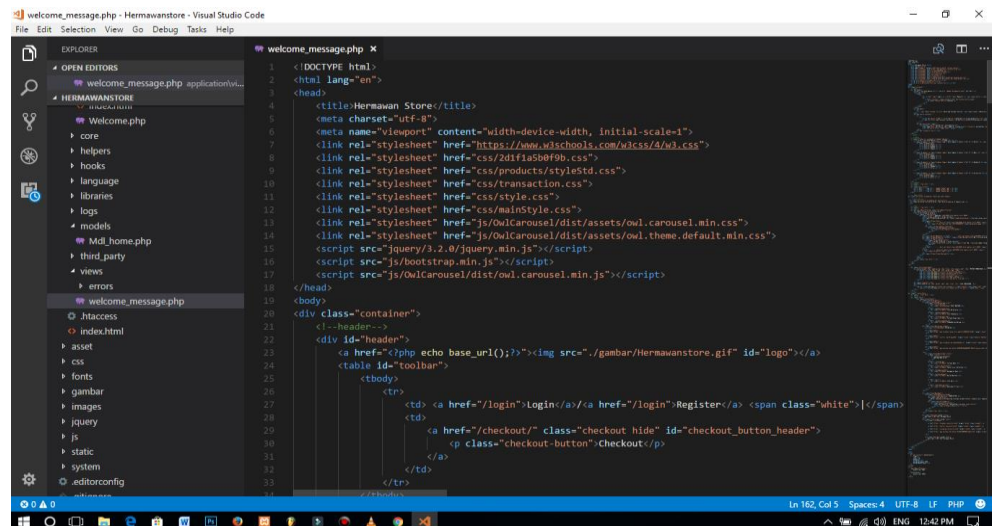 welcome_message.php - Hermawanstore - Visual Studio Code
File Edit Selection View Go Debug Tasks Help
EXPLORER
OPEN EDITORS
welcome_message.php application\vi...
HERMAWANSTORE
index.html
Welcome.php
core
helpers
hooks
language
libraries
logs
models
Mdl_home.php
third_party
views
errors
welcome_message.php
.htaccess
index.html
asset
css
fonts
gambar
images
jquery
js
static
system
.editorconfig
.gitignore
welcome_message.php ×
1 <!DOCTYPE html>
2 <html lang="en">
3 <head>
4 <title>Hermawan Store</title>
5 <meta charset="utf-8">
6 <meta name="viewport" content="width=device-width, initial-scale=1">
7 <link rel="stylesheet" href="https://www.w3schools.com/w3css/4/w3.css">
8 <link rel="stylesheet" href="css/2d1f1a5b0f9b.css">
9 <link rel="stylesheet" href="css/products/styleStd.css">
10 <link rel="stylesheet" href="css/transaction.css">
11 <link rel="stylesheet" href="css/style.css">
12 <link rel="stylesheet" href="css/mainStyle.css">
13 <link rel="stylesheet" href="js/OwlCarousel/dist/assets/owl.carousel.min.css">
14 <link rel="stylesheet" href="js/OwlCarousel/dist/assets/owl.theme.default.min.css">
15 <script src="jquery/3.2.0/jquery.min.js"></script>
16 <script src="js/bootstrap.min.js"></script>
17 <script src="js/OwlCarousel/dist/owl.carousel.min.js"></script>
18 </head>
19 <body>
20 <div class="container">
21 <!--header-->
22 <div id="header">
23 <a href="<?php echo base_url();?>"><img src="./gambar/Hermawanstore.gif" id="logo"></a>
24 <table id="toolbar">
25 <tbody>
26 <tr>
27 <td> <a href="/login">Login</a>/<a href="/login">Register</a> <span class="white">|</span>
28 <td>
29 <a href="/checkout/" class="checkout hide" id="checkout_button_header">
30 <p class="checkout-button">Checkout</p>
31 </a>
32 </td>
33 </tr>
34 </tbody>
0 0 Ln 162, Col 5 Spaces: 4 UTF-8 LF PHP
ENG 12:42 PM